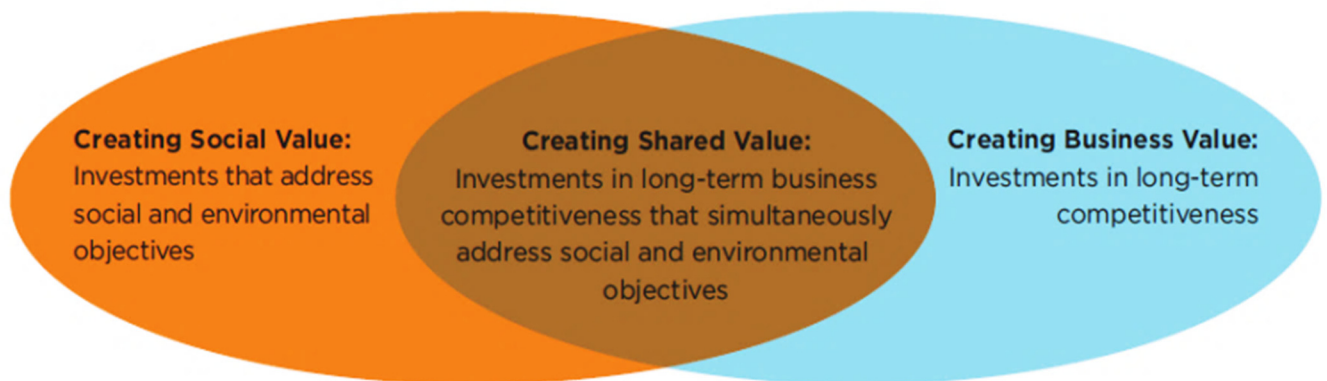 Creating Social Value:
Investments that address
social and environmental
objectives
Creating Shared Value:
Investments in long-term business
competitiveness that simultaneously
address social and environmental
objectives
Creating Business Value:
Investments in long-term
competitiveness